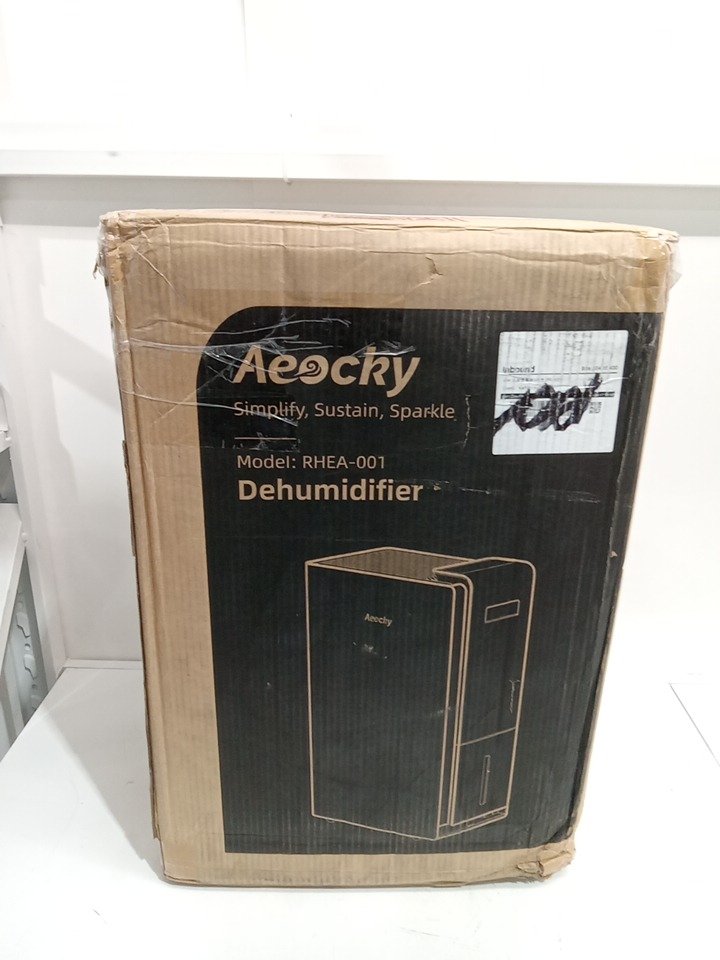 Aeocky
Simplify, Sustain, Sparkle
Model: RHEA-001
Dehumidifier
Aeocky